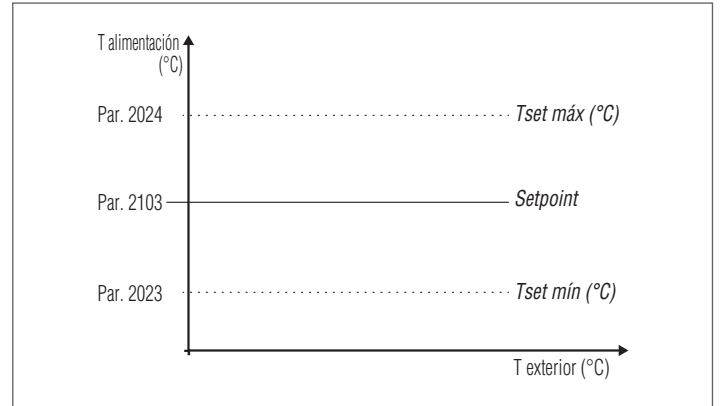 T alimentación
(°C)
Par. 2024
Tset máx (°C)
Par. 2103
Setpoint
Par. 2023
Tset mín (°C)
T exterior (°C)